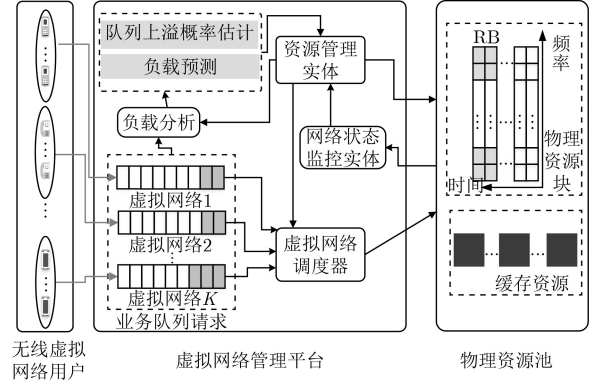 队列上溢概率估计
负载预测
资源管理
实体
负载分析
网络状态
监控实体
虚拟网络1
虚拟网络2
虚拟网络K
业务队列请求
虚拟网络
调度器
RB
频
率
物理
资源
块
时间
缓存资源
无线虚拟
网络用户
虚拟网络管理平台
物理资源池